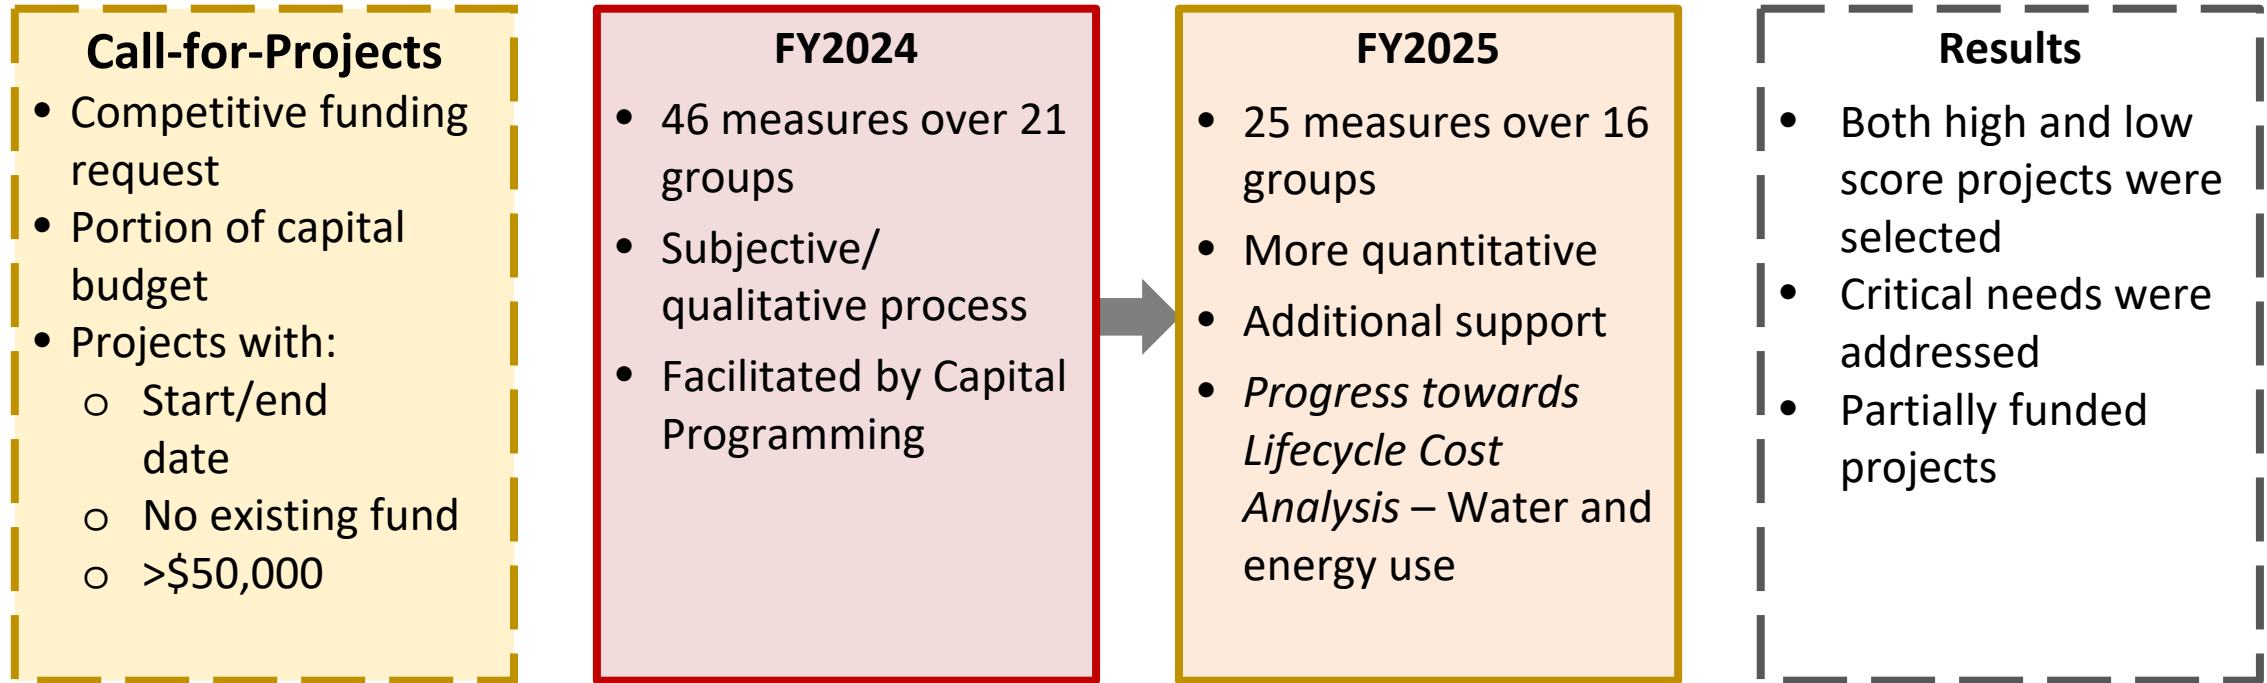 Call-for-Projects
• Competitive funding
request
• Portion of capital
budget
• Projects with:
o Start/end
date
o No existing fund
o >$50,000
FY2024
• 46 measures over 21
groups
• Subjective/
qualitative process
• Facilitated by Capital
Programming
FY2025
• 25 measures over 16
groups
• More quantitative
• Additional support
• Progress towards
Lifecycle Cost
Analysis – Water and
energy use
Results
• Both high and low
score projects were
selected
• Critical needs were
addressed
• Partially funded
projects